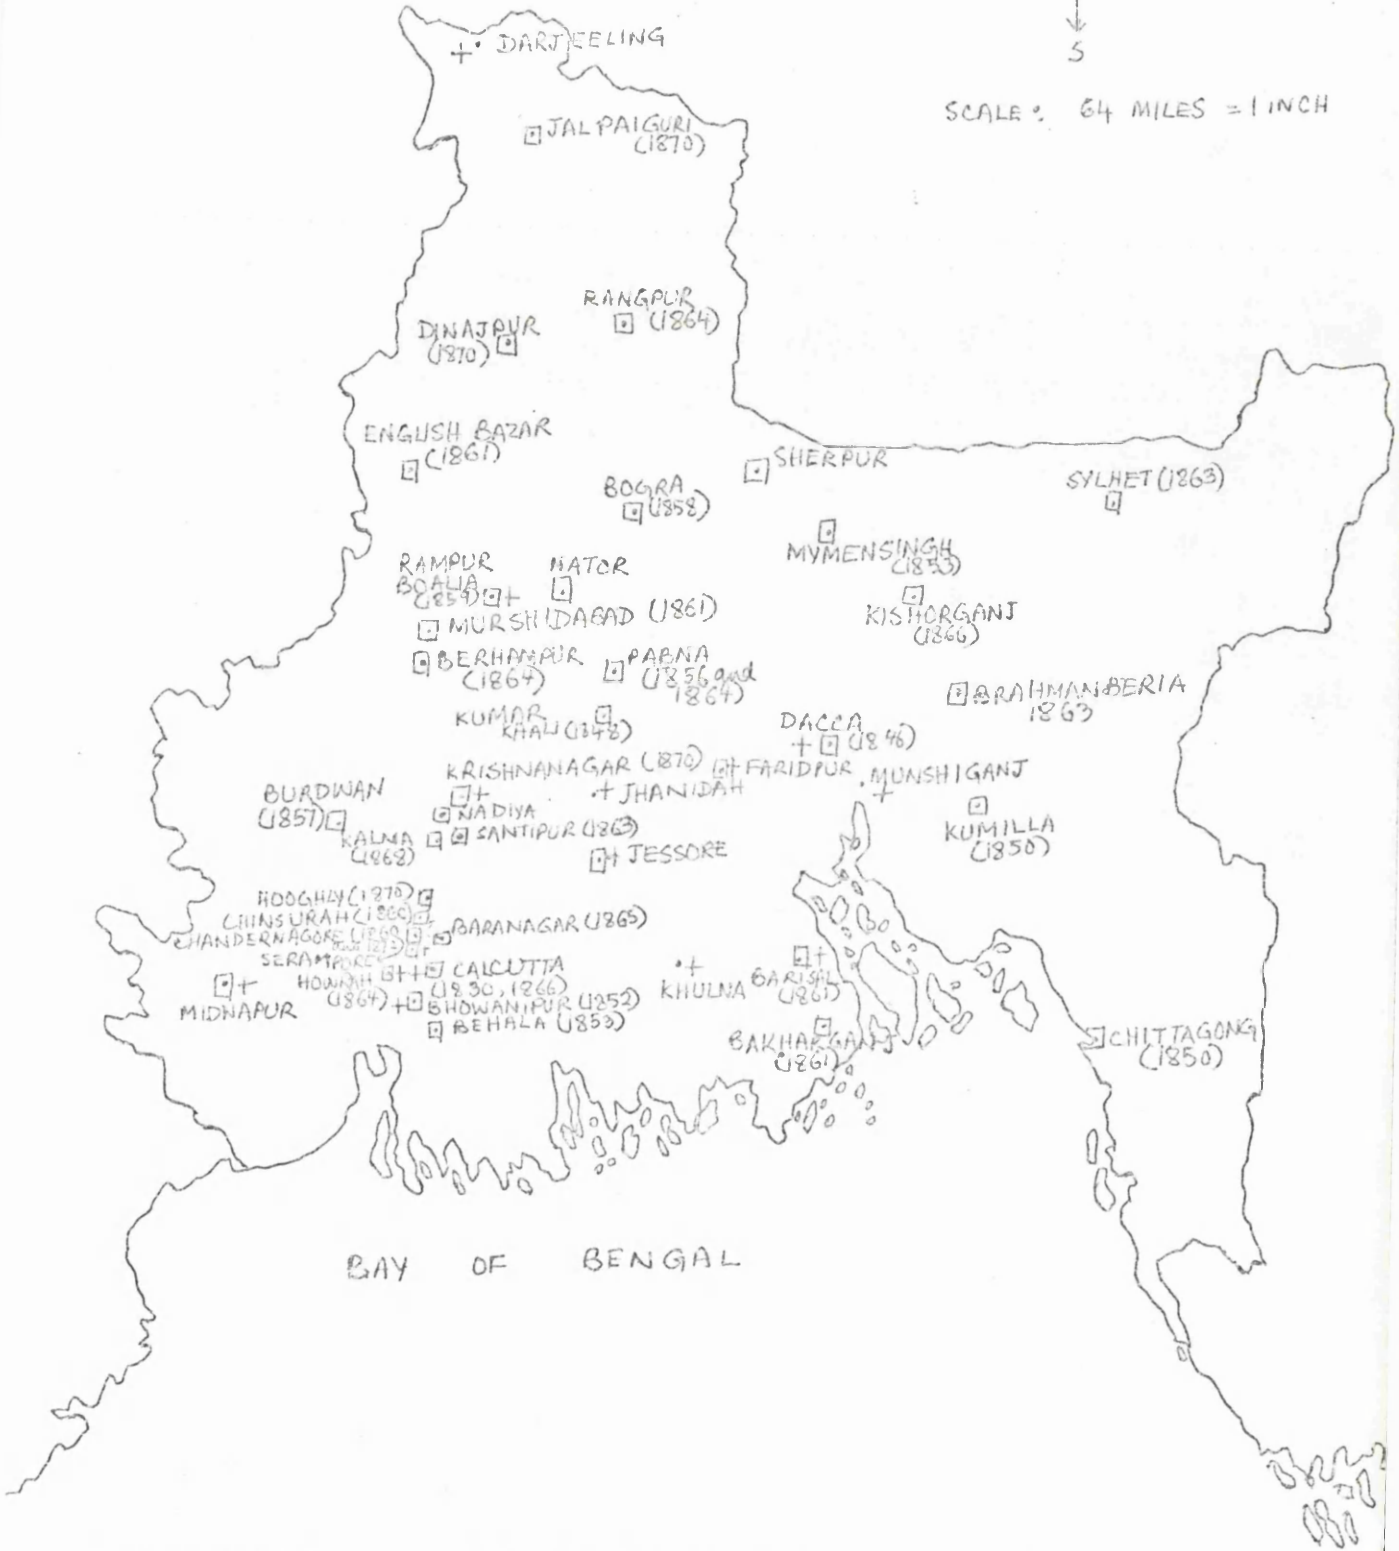 S
DARJEELING
SCALE: 64 MILES = 1 INCH
JALPAIGURI
(1870)
RANGPUR
(1864)
DINAJPUR
(1870)
ENGLISH BAZAR
(1861)
SHERPUR
SYLHET (1863)
BOGRA
(1858)
MYMENSINGH
(1853)
RAMPUR
BOALIA
(1859)
NATOR
KISHORGANJ
(1866)
MURSHIDABAD (1861)
BERHAMPUR
(1864)
PABNA
(1856 and
1864)
BRAHMANBERIA
1863
KUMAR
KHALI (1848)
DACCA
(1846)
KRISHNANAGAR (1870)
FARIDPUR
MUNSHIGANJ
JHANIDAH
BURDWAN
(1857)
NADIYA
KUMILLA
(1850)
SANTIPUR (1863)
KALNA
(1868)
JESSORE
HOOGHLY (1870)
CHINSURAH
BARANAGAR (1865)
CHANDERNAGORE
SERAMPORE
CALCUTTA
(1830, 1866)
HOWRAH
(1864)
KHULNA
BARISAL
(1861)
MIDNAPUR
BHOWANIPUR (1852)
BEHALA (1853)
BAKHARGANJ
(1861)
CHITTAGONG
(1850)
BAY OF BENGAL